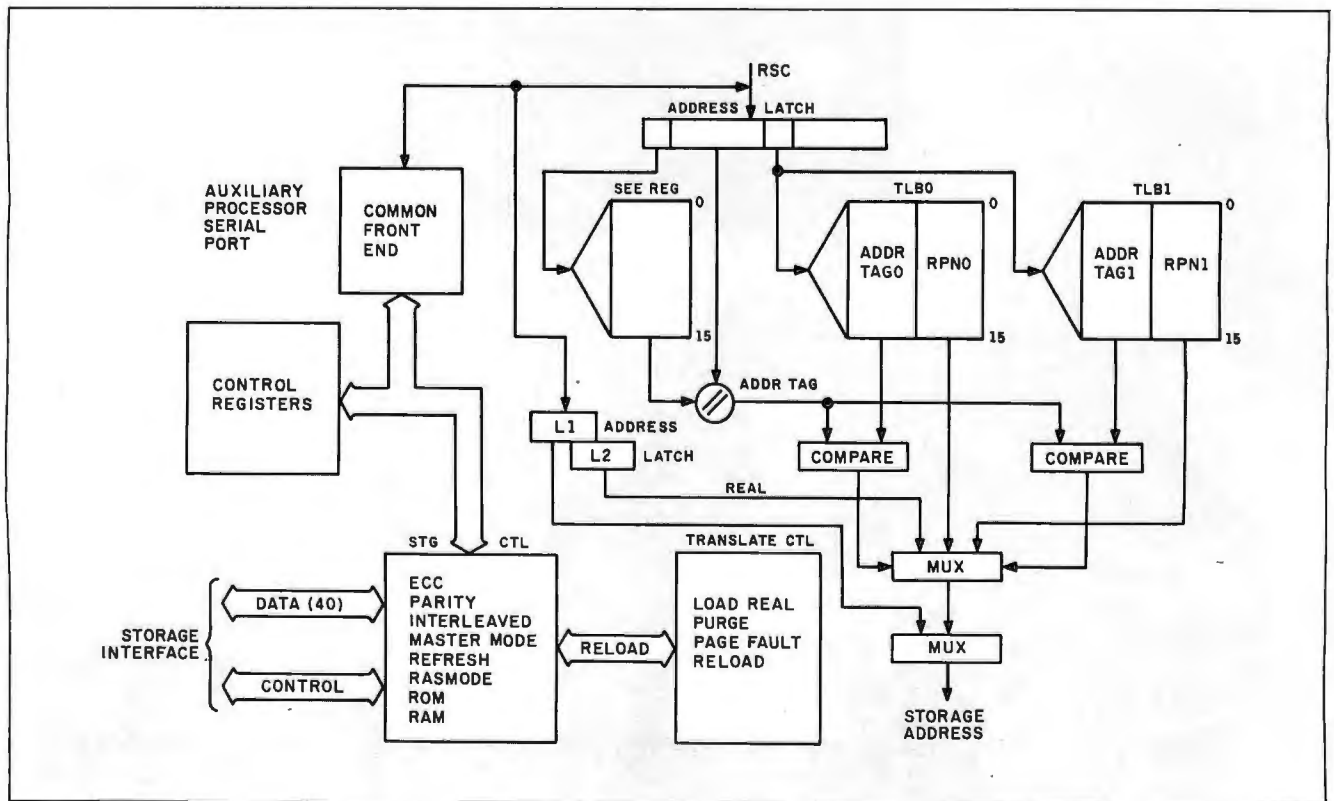 RSC
ADDRESS LATCH
AUXILIARY
PROCESSOR
SERIAL
PORT
COMMON
FRONT
END
SEE REG
0
15
TLB0
0
ADDR
TAG0
RPN0
15
TLB1
0
ADDR
TAG1
RPN1
15
CONTROL
REGISTERS
ADDR TAG
L1
ADDRESS
L2
LATCH
COMPARE
COMPARE
REAL
MUX
MUX
STORAGE
ADDRESS
STG CTL
ECC
PARITY
INTERLEAVED
MASTER MODE
REFRESH
RASMODE
ROM
RAM
STORAGE
INTERFACE
DATA (40)
CONTROL
RELOAD
TRANSLATE CTL
LOAD REAL
PURGE
PAGE FAULT
RELOAD